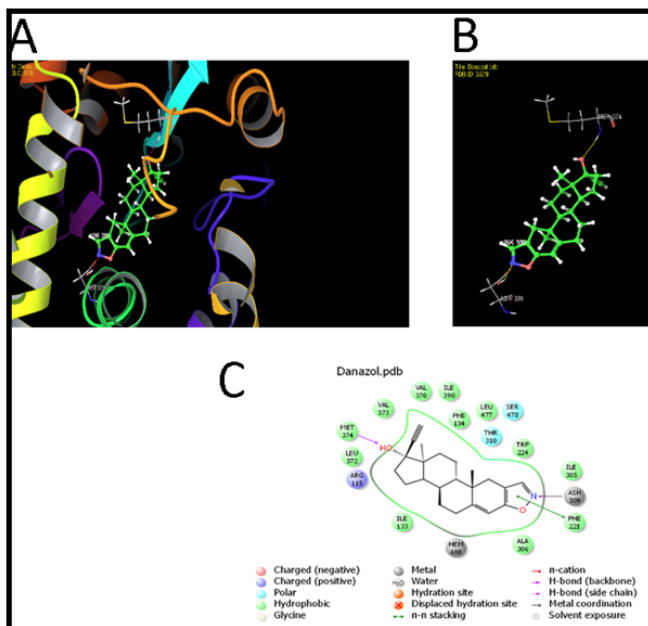 A
B
Danazol.pdb
C
Danazol.pdb
VAL 370
ILE 398
VAL 373
LEU 477
SER 478
PHE 134
MET 374
THR 310
TRP 224
LEU 372
ILE 305
ARG 115
ASH 309
PHE 221
ILE 133
ALA 306
HEM 600
HO
N
O
Charged (negative)
Metal
π-cation
Charged (positive)
H₂O Water
H-bond (backbone)
Polar
Hydration site
H-bond (side chain)
Hydrophobic
Displaced hydration site
Metal coordination
Glycine
π-π stacking
Solvent exposure